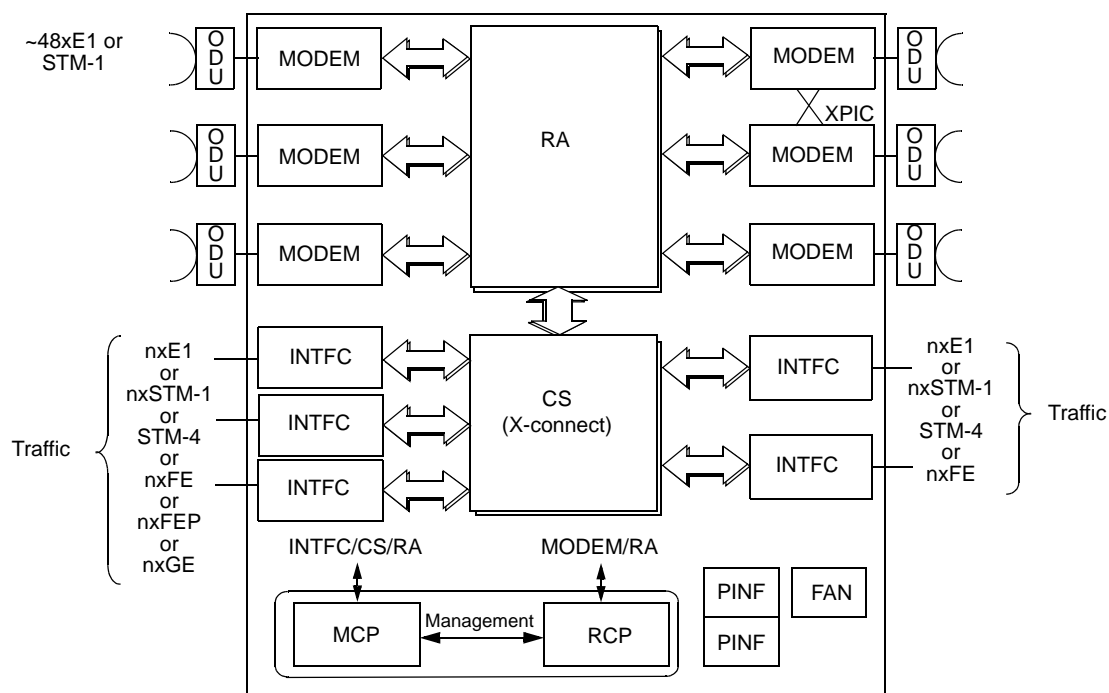 ~48xE1 or
STM-1
ODU
MODEM
MODEM
ODU
XPIC
RA
ODU
MODEM
MODEM
ODU
ODU
MODEM
MODEM
ODU
Traffic
nxE1
or
nxSTM-1
or
STM-4
or
nxFE
or
nxFEP
or
nxGE
INTFC
INTFC
INTFC
CS
(X-connect)
INTFC
INTFC
nxE1
or
nxSTM-1
or
STM-4
or
nxFE
Traffic
INTFC/CS/RA
MODEM/RA
MCP
Management
RCP
PINF
FAN
PINF